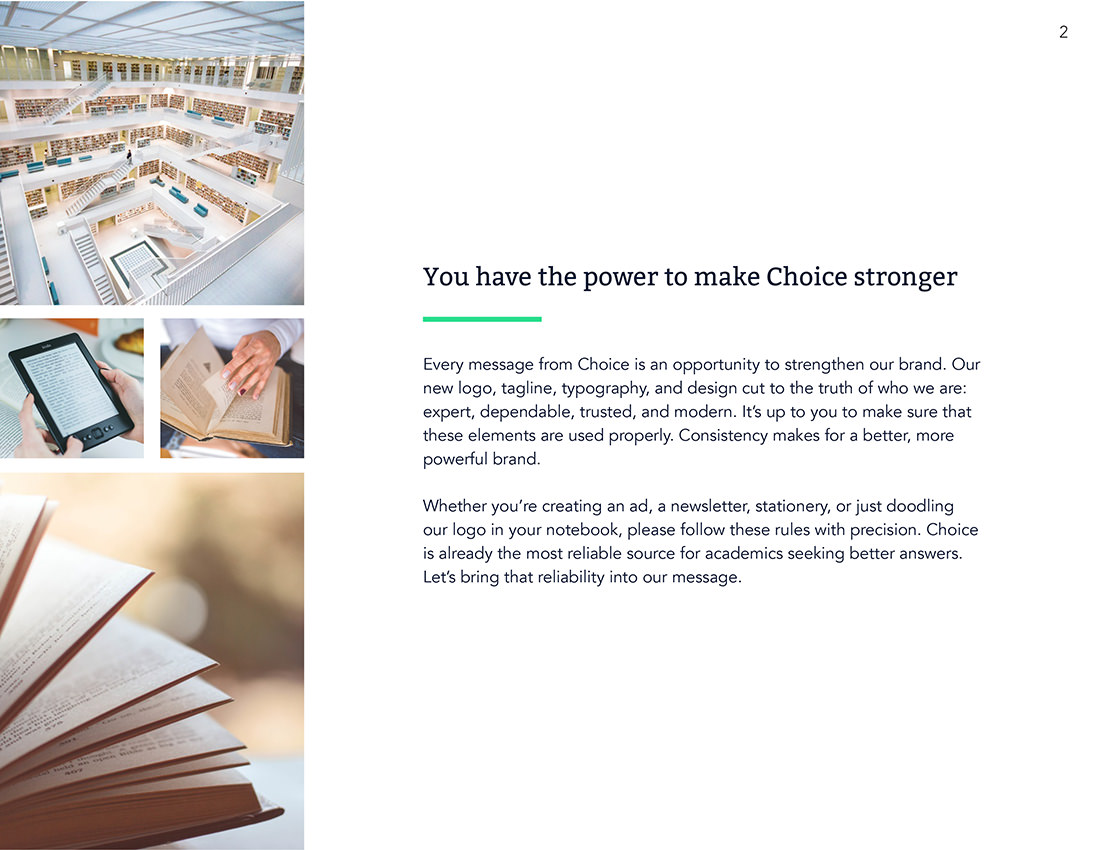 2
You have the power to make Choice stronger
Every message from Choice is an opportunity to strengthen our brand. Our
new logo, tagline, typography, and design cut to the truth of who we are:
expert, dependable, trusted, and modern. It’s up to you to make sure that
these elements are used properly. Consistency makes for a better, more
powerful brand.
Whether you’re creating an ad, a newsletter, stationery, or just doodling
our logo in your notebook, please follow these rules with precision. Choice
is already the most reliable source for academics seeking better answers.
Let’s bring that reliability into our message.